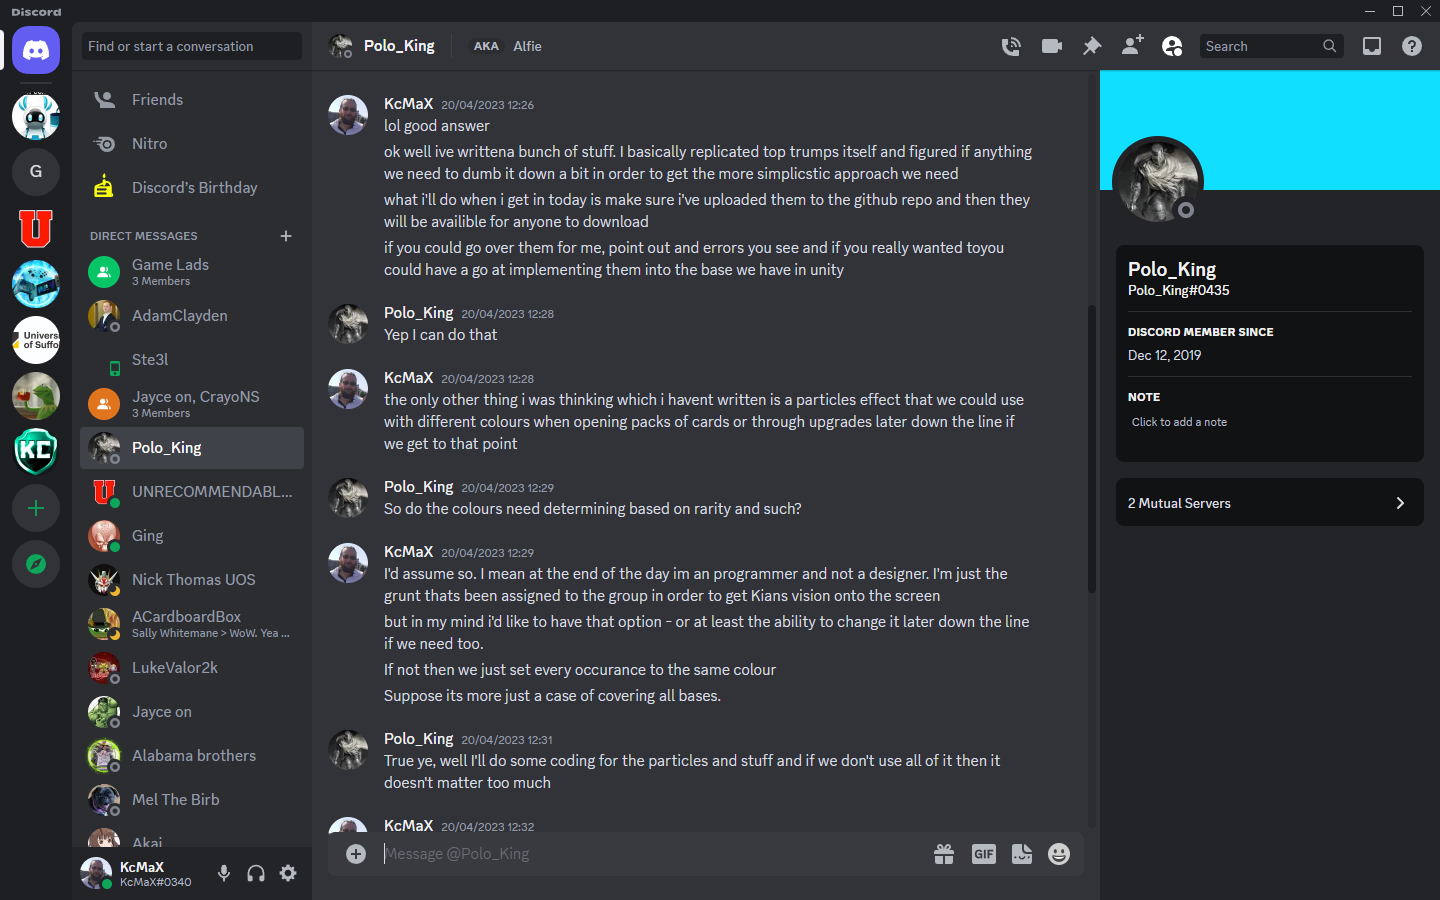 Discord
Find or start a conversation
Friends
Nitro
Discord's Birthday
DIRECT MESSAGES
Game Lads
3 Members
AdamClayden
Ste3l
Jayce on, CrayoNS
3 Members
Polo_King
UNRECOMMENDABL...
Ging
Nick Thomas UOS
ACardboardBox
Sally Whitemane > WoW. Yea ...
LukeValor2k
Jayce on
Alabama brothers
Mel The Birb
Akai
KcMaX
KcMaX#0340
G
U
Univers
of Suffo
KC
Polo_King AKA Alfie
Search
KcMaX 20/04/2023 12:26
lol good answer
ok well ive writtena bunch of stuff. I basically replicated top trumps itself and figured if anything
we need to dumb it down a bit in order to get the more simplicstic approach we need
what i'll do when i get in today is make sure i've uploaded them to the github repo and then they
will be availible for anyone to download
if you could go over them for me, point out and errors you see and if you really wanted toyou
could have a go at implementing them into the base we have in unity
Polo_King 20/04/2023 12:28
Yep I can do that
KcMaX 20/04/2023 12:28
the only other thing i was thinking which i havent written is a particles effect that we could use
with different colours when opening packs of cards or through upgrades later down the line if
we get to that point
Polo_King 20/04/2023 12:29
So do the colours need determining based on rarity and such?
KcMaX 20/04/2023 12:29
I'd assume so. I mean at the end of the day im an programmer and not a designer. I'm just the
grunt thats been assigned to the group in order to get Kians vision onto the screen
but in my mind i'd like to have that option - or at least the ability to change it later down the line
if we need too.
If not then we just set every occurance to the same colour
Suppose its more just a case of covering all bases.
Polo_King 20/04/2023 12:31
True ye, well I'll do some coding for the particles and stuff and if we don't use all of it then it
doesn't matter too much
KcMaX 20/04/2023 12:32
Message @Polo_King
GIF
Polo_King
Polo_King#0435
DISCORD MEMBER SINCE
Dec 12, 2019
NOTE
Click to add a note
2 Mutual Servers